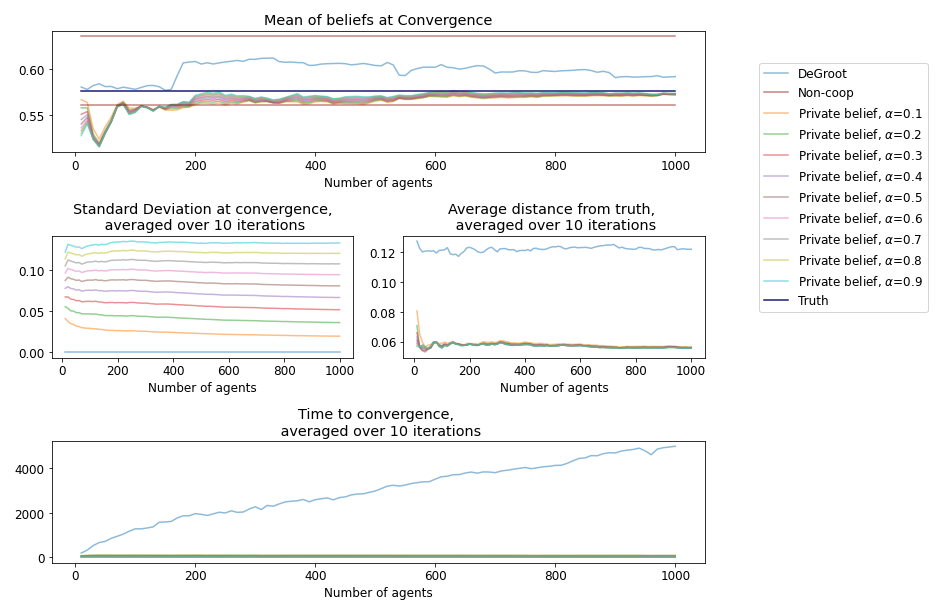 Mean of beliefs at Convergence
0.60
0.55
0 200 400 600 800 1000
Number of agents
DeGroot
Non-coop
Private belief, α=0.1
Private belief, α=0.2
Private belief, α=0.3
Private belief, α=0.4
Private belief, α=0.5
Private belief, α=0.6
Private belief, α=0.7
Private belief, α=0.8
Private belief, α=0.9
Truth
Standard Deviation at convergence,
averaged over 10 iterations
0.10
0.05
0.00
0 200 400 600 800 1000
Number of agents
Average distance from truth,
averaged over 10 iterations
0.12
0.10
0.08
0.06
0 200 400 600 800 1000
Number of agents
Time to convergence,
averaged over 10 iterations
4000
2000
0
0 200 400 600 800 1000
Number of agents